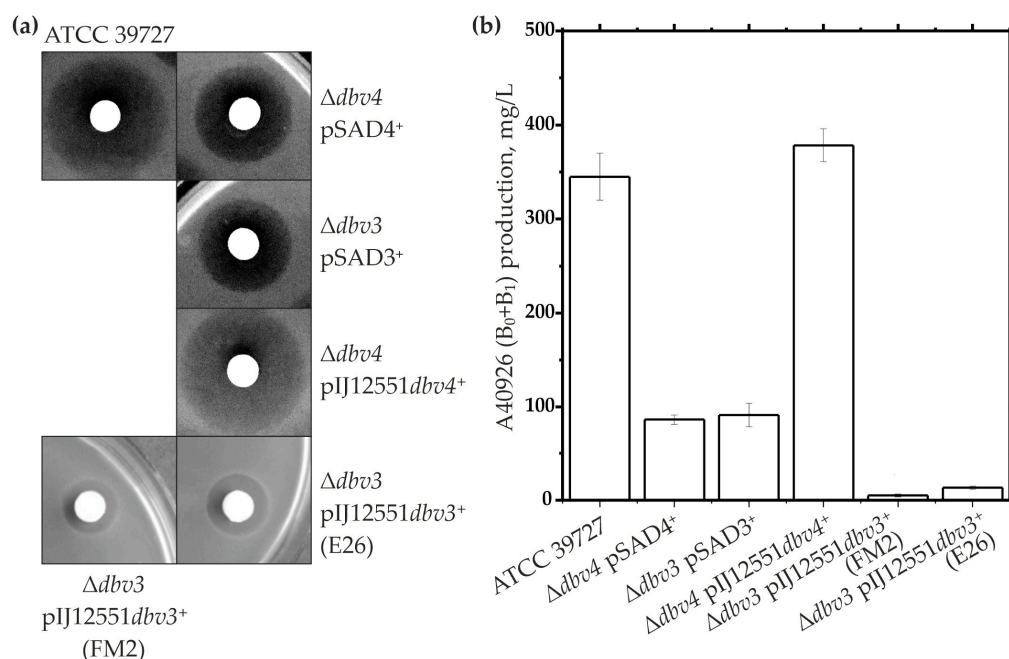 (a)
ATCC 39727
Δdbv4
pSAD4⁺
Δdbv3
pSAD3⁺
Δdbv4
pIJ12551dbv4⁺
Δdbv3
pIJ12551dbv3⁺
(E26)
Δdbv3
pIJ12551dbv3⁺
(FM2)
(b)
A40926 (B₀+B₁) production, mg/L
500
400
300
200
100
0
ATCC 39727
Δdbv4 pSAD4⁺
Δdbv3 pSAD3⁺
Δdbv4 pIJ12551dbv4⁺
Δdbv3 pIJ12551dbv3⁺
(FM2)
Δdbv3 pIJ12551dbv3⁺
(E26)